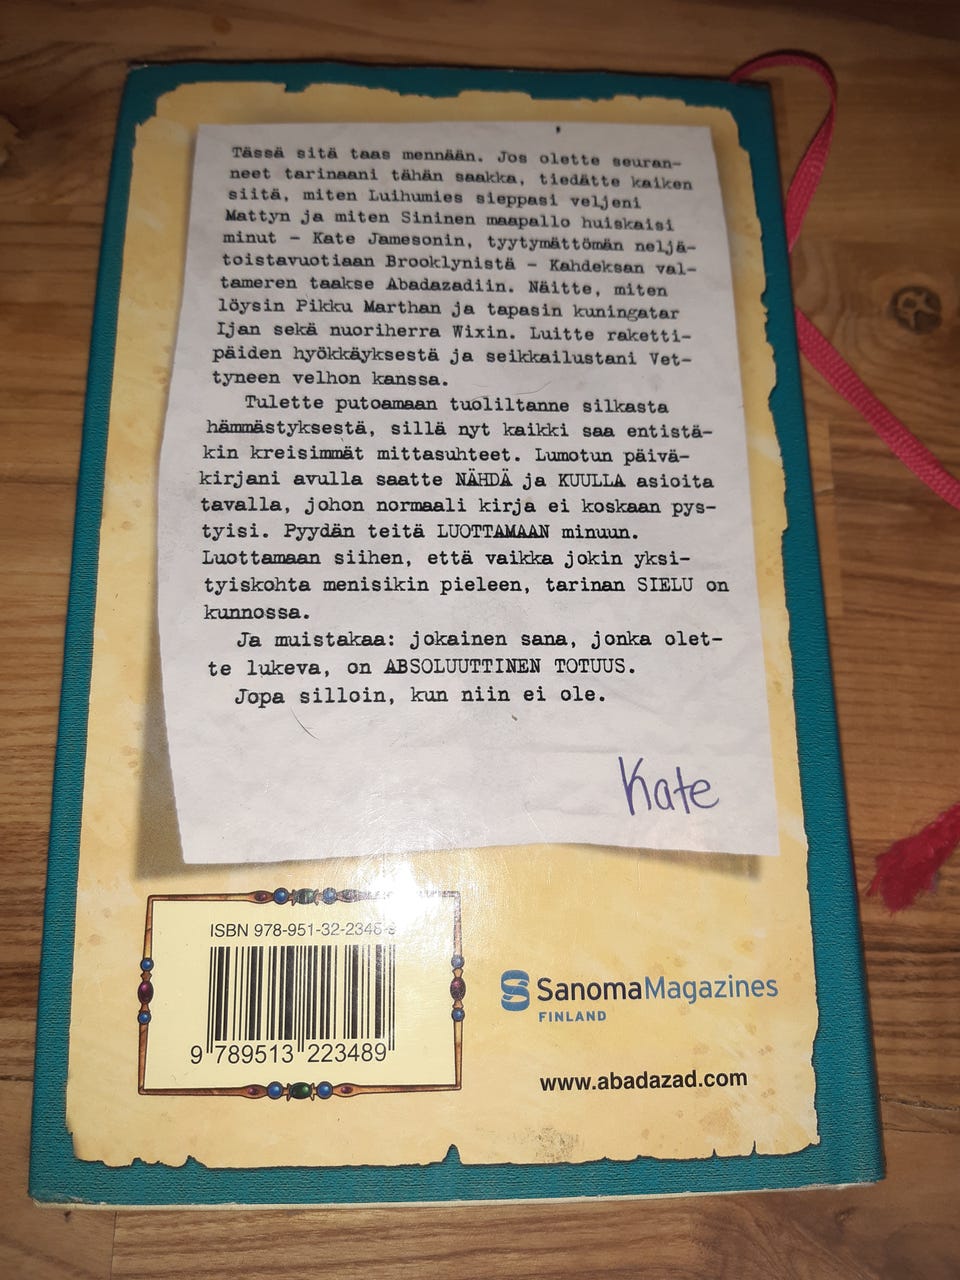 Tässä sitä taas mennään. Jos olette seuran-
neet tarinaani tähän saakka, tiedätte kaiken
siitä, miten Luihumies sieppasi veljeni
Mattyn ja miten Sininen maapallo huiskaisi
minut – Kate Jamesonin, tyytymättömän neljä-
toistavuotiaan Brooklynistä – Kahdeksan val-
tameren taakse Abadazadiin. Näitte, miten
löysin Pikku Marthan ja tapasin kuningatar
Ijan sekä nuoriherra Wixin. Luitte raketti-
päiden hyökkäyksestä ja seikkailustani Vet-
tyneen velhon kanssa.
Tulette putoamaan tuoliltanne silkasta
hämmästyksestä, sillä nyt kaikki saa entistä-
kin kreisimmät mittasuhteet. Lumotun päivä-
kirjani avulla saatte NÄHDÄ ja KUULLA asioita
tavalla, johon normaali kirja ei koskaan pys-
tyisi. Pyydän teitä LUOTTAMAAN minuun.
Luottamaan siihen, että vaikka jokin yksi-
tyiskohta menisikin pieleen, tarinan SIELU on
kunnossa.
Ja muistakaa: jokainen sana, jonka olet-
te lukeva, on ABSOLUUTTINEN TOTUUS.
Jopa silloin, kun niin ei ole.
Kate
ISBN 978-951-32-2348-9
9 789513 223489
SanomaMagazines
FINLAND
www.abadazad.com